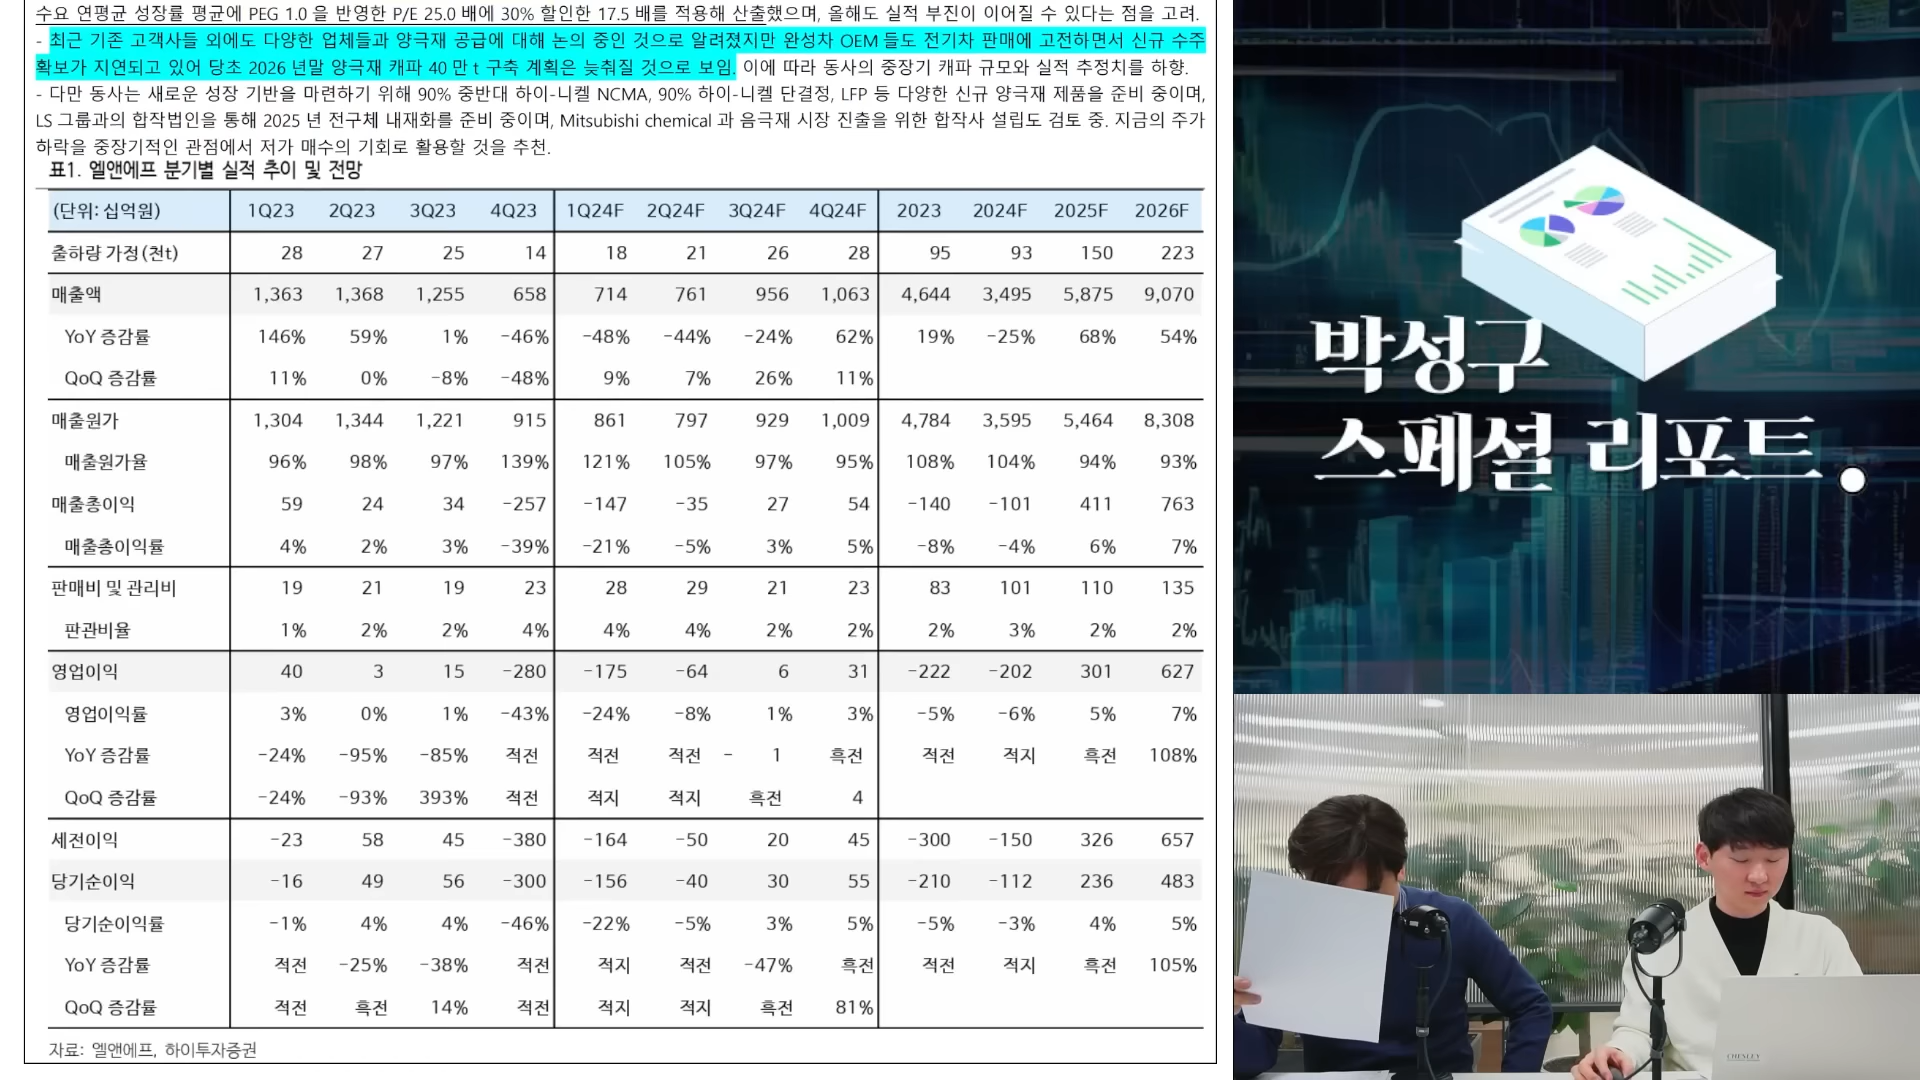 수요 연평균 성장률 평균에 PEG 1.0 을 반영한 P/E 25.0 배에 30% 할인한 17.5 배를 적용해 산출했으며, 올해도 실적 부진이 이어질 수 있다는 점을 고려.
- 최근 기존 고객사들 외에도 다양한 업체들과 양극재 공급에 대해 논의 중인 것으로 알려졌지만 완성차 OEM 들도 전기차 판매에 고전하면서 신규 수주
확보가 지연되고 있어 당초 2026 년말 양극재 캐파 40 만 t 구축 계획은 늦춰질 것으로 보임. 이에 따라 동사의 중장기 캐파 규모와 실적 추정치를 하향.
- 다만 동사는 새로운 성장 기반을 마련하기 위해 90% 중반대 하이-니켈 NCMA, 90% 하이-니켈 단결정, LFP 등 다양한 신규 양극재 제품을 준비 중이며,
LS 그룹과의 합작법인을 통해 2025 년 전구체 내재화를 준비 중이며, Mitsubishi chemical 과 음극재 시장 진출을 위한 합작사 설립도 검토 중. 지금의 주가
하락을 중장기적인 관점에서 저가 매수의 기회로 활용할 것을 추천.
표1. 엘앤에프 분기별 실적 추이 및 전망
(단위: 십억원) 1Q23 2Q23 3Q23 4Q23 1Q24F 2Q24F 3Q24F 4Q24F 2023 2024F 2025F 2026F
출하량 가정(천t) 28 27 25 14 18 21 26 28 95 93 150 223
매출액 1,363 1,368 1,255 658 714 761 956 1,063 4,644 3,495 5,875 9,070
YoY 증감률 146% 59% 1% -46% -48% -44% -24% 62% 19% -25% 68% 54%
QoQ 증감률 11% 0% -8% -48% 9% 7% 26% 11%
매출원가 1,304 1,344 1,221 915 861 797 929 1,009 4,784 3,595 5,464 8,308
매출원가율 96% 98% 97% 139% 121% 105% 97% 95% 108% 104% 94% 93%
매출총이익 59 24 34 -257 -147 -35 27 54 -140 -101 411 763
매출총이익률 4% 2% 3% -39% -21% -5% 3% 5% -8% -4% 6% 7%
판매비 및 관리비 19 21 19 23 28 29 21 23 83 101 110 135
판관비율 1% 2% 2% 4% 4% 4% 2% 2% 2% 3% 2% 2%
영업이익 40 3 15 -280 -175 -64 6 31 -222 -202 301 627
영업이익률 3% 0% 1% -43% -24% -8% 1% 3% -5% -6% 5% 7%
YoY 증감률 -24% -95% -85% 적전 적전 적전 - 1 흑전 적전 적지 흑전 108%
QoQ 증감률 -24% -93% 393% 적전 적지 적지 흑전 4
세전이익 -23 58 45 -380 -164 -50 20 45 -300 -150 326 657
당기순이익 -16 49 56 -300 -156 -40 30 55 -210 -112 236 483
당기순이익률 -1% 4% 4% -46% -22% -5% 3% 5% -5% -3% 4% 5%
YoY 증감률 적전 -25% -38% 적전 적지 적전 -47% 흑전 적전 적지 흑전 105%
QoQ 증감률 적전 흑전 14% 적전 적지 적지 흑전 81%
자료: 엘앤에프, 하이투자증권
박성구
스페셜 리포트.
CHESLEY